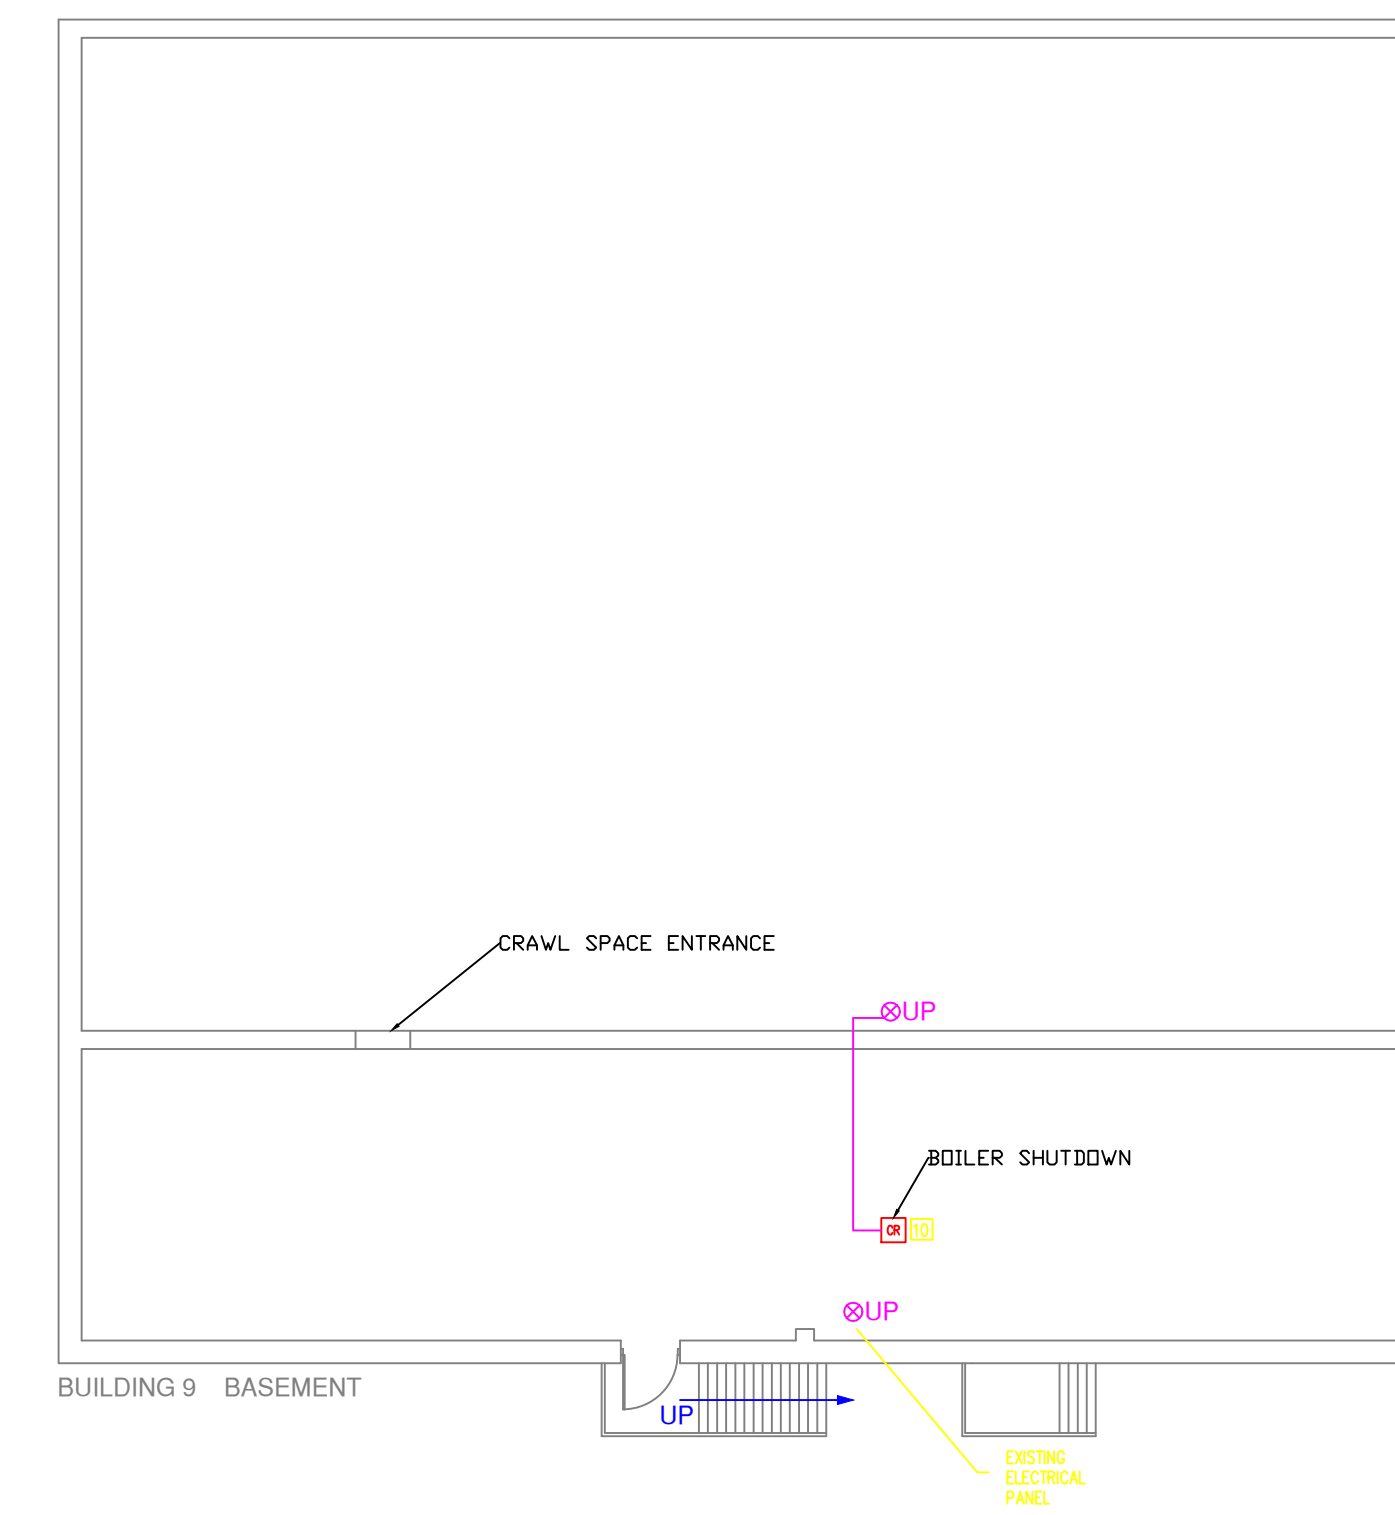 CRAWL SPACE ENTRANCE
UP
BOILER SHUTDOWN
CR 10
UP
BUILDING 9 BASEMENT
UP
EXISTING
ELECTRICAL
PANEL